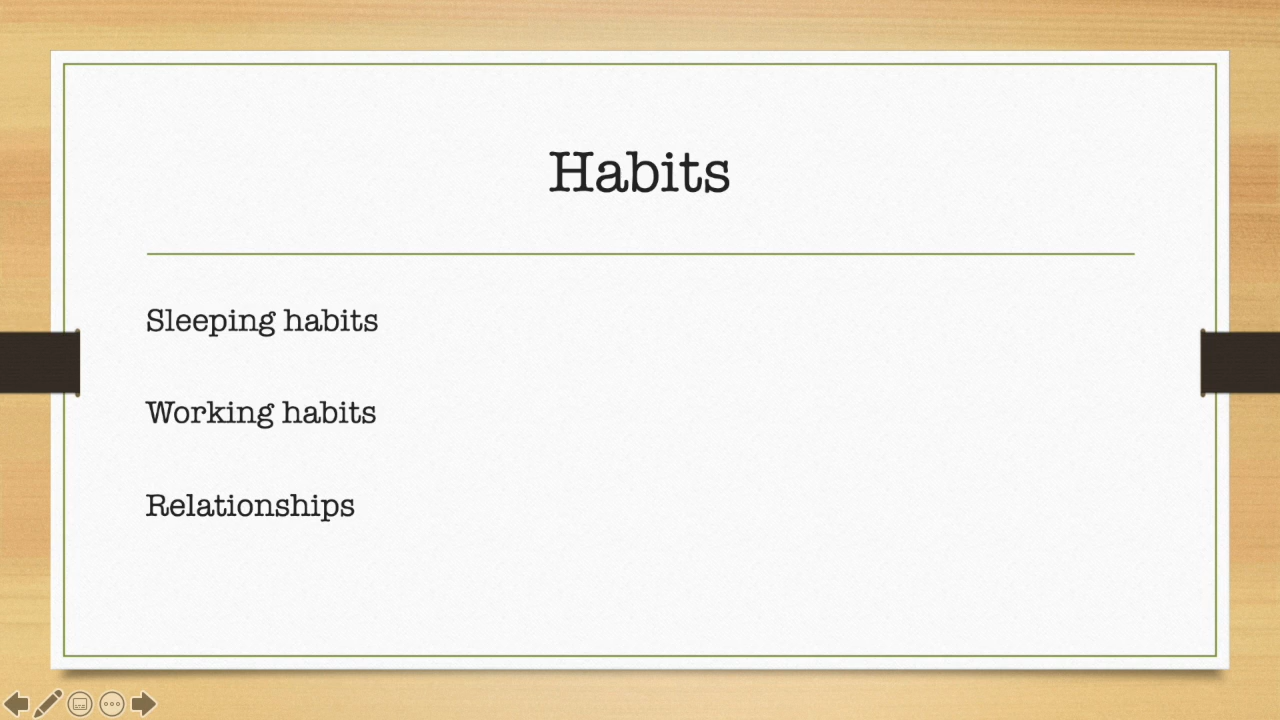 Habits
Sleeping habits
Working habits
Relationships